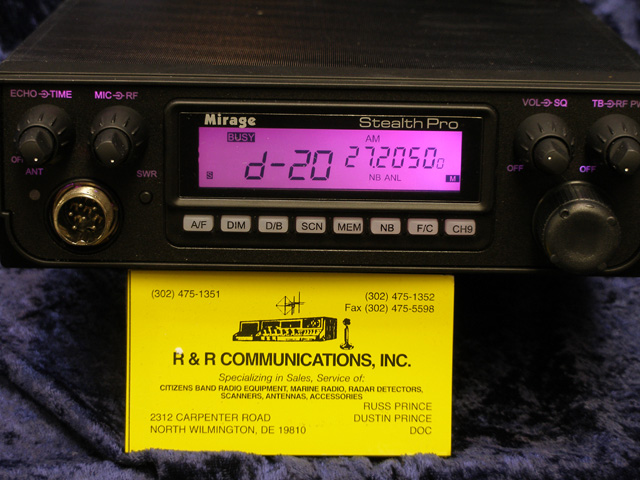 ECHO TIME MIC RF VOL SQ TB RF PW
Mirage Stealth Pro
BUSY AM
d-20 27.20500
NB ANL M
OFF OFF OFF
ANT SWR
A/F DIM D/B SCN MEM NB F/C CH9
(302) 475-1351 (302) 475-1352
Fax (302) 475-5598
R & R COMMUNICATIONS, INC.
Specializing in Sales, Service of:
CITIZENS BAND RADIO EQUIPMENT, MARINE RADIO, RADAR DETECTORS,
SCANNERS, ANTENNAS, ACCESSORIES
RUSS PRINCE
2312 CARPENTER ROAD DUSTIN PRINCE
NORTH WILMINGTON, DE 19810 DOC